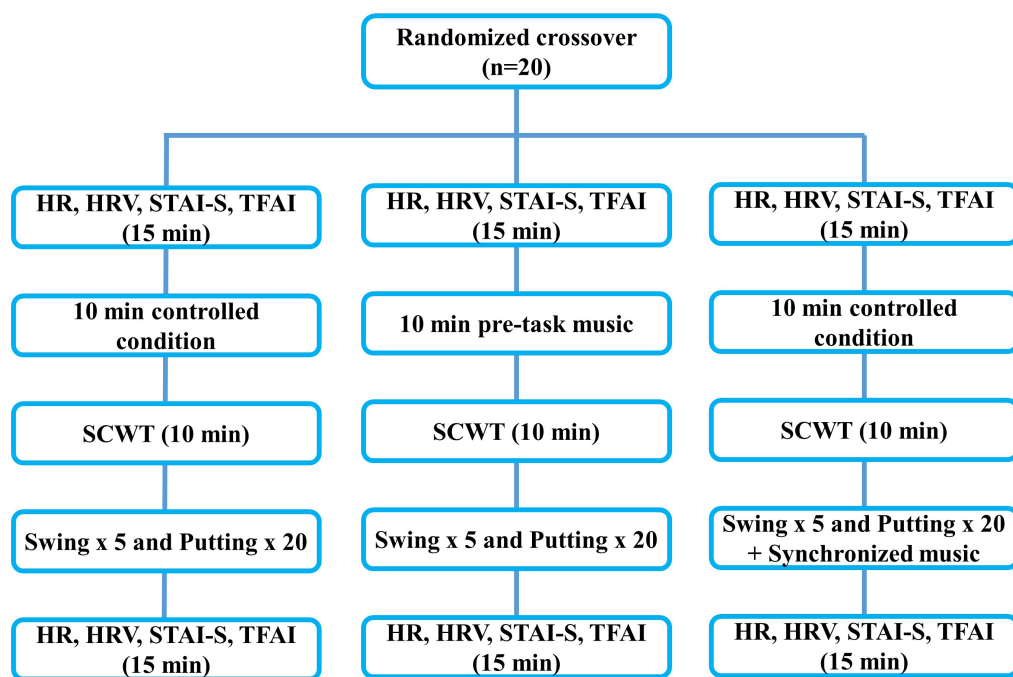 Randomized crossover
(n=20)
HR, HRV, STAI-S, TFAI
(15 min)
HR, HRV, STAI-S, TFAI
(15 min)
HR, HRV, STAI-S, TFAI
(15 min)
10 min controlled
condition
10 min pre-task music
10 min controlled
condition
SCWT (10 min)
SCWT (10 min)
SCWT (10 min)
Swing x 5 and Putting x 20
Swing x 5 and Putting x 20
Swing x 5 and Putting x 20
+ Synchronized music
HR, HRV, STAI-S, TFAI
(15 min)
HR, HRV, STAI-S, TFAI
(15 min)
HR, HRV, STAI-S, TFAI
(15 min)